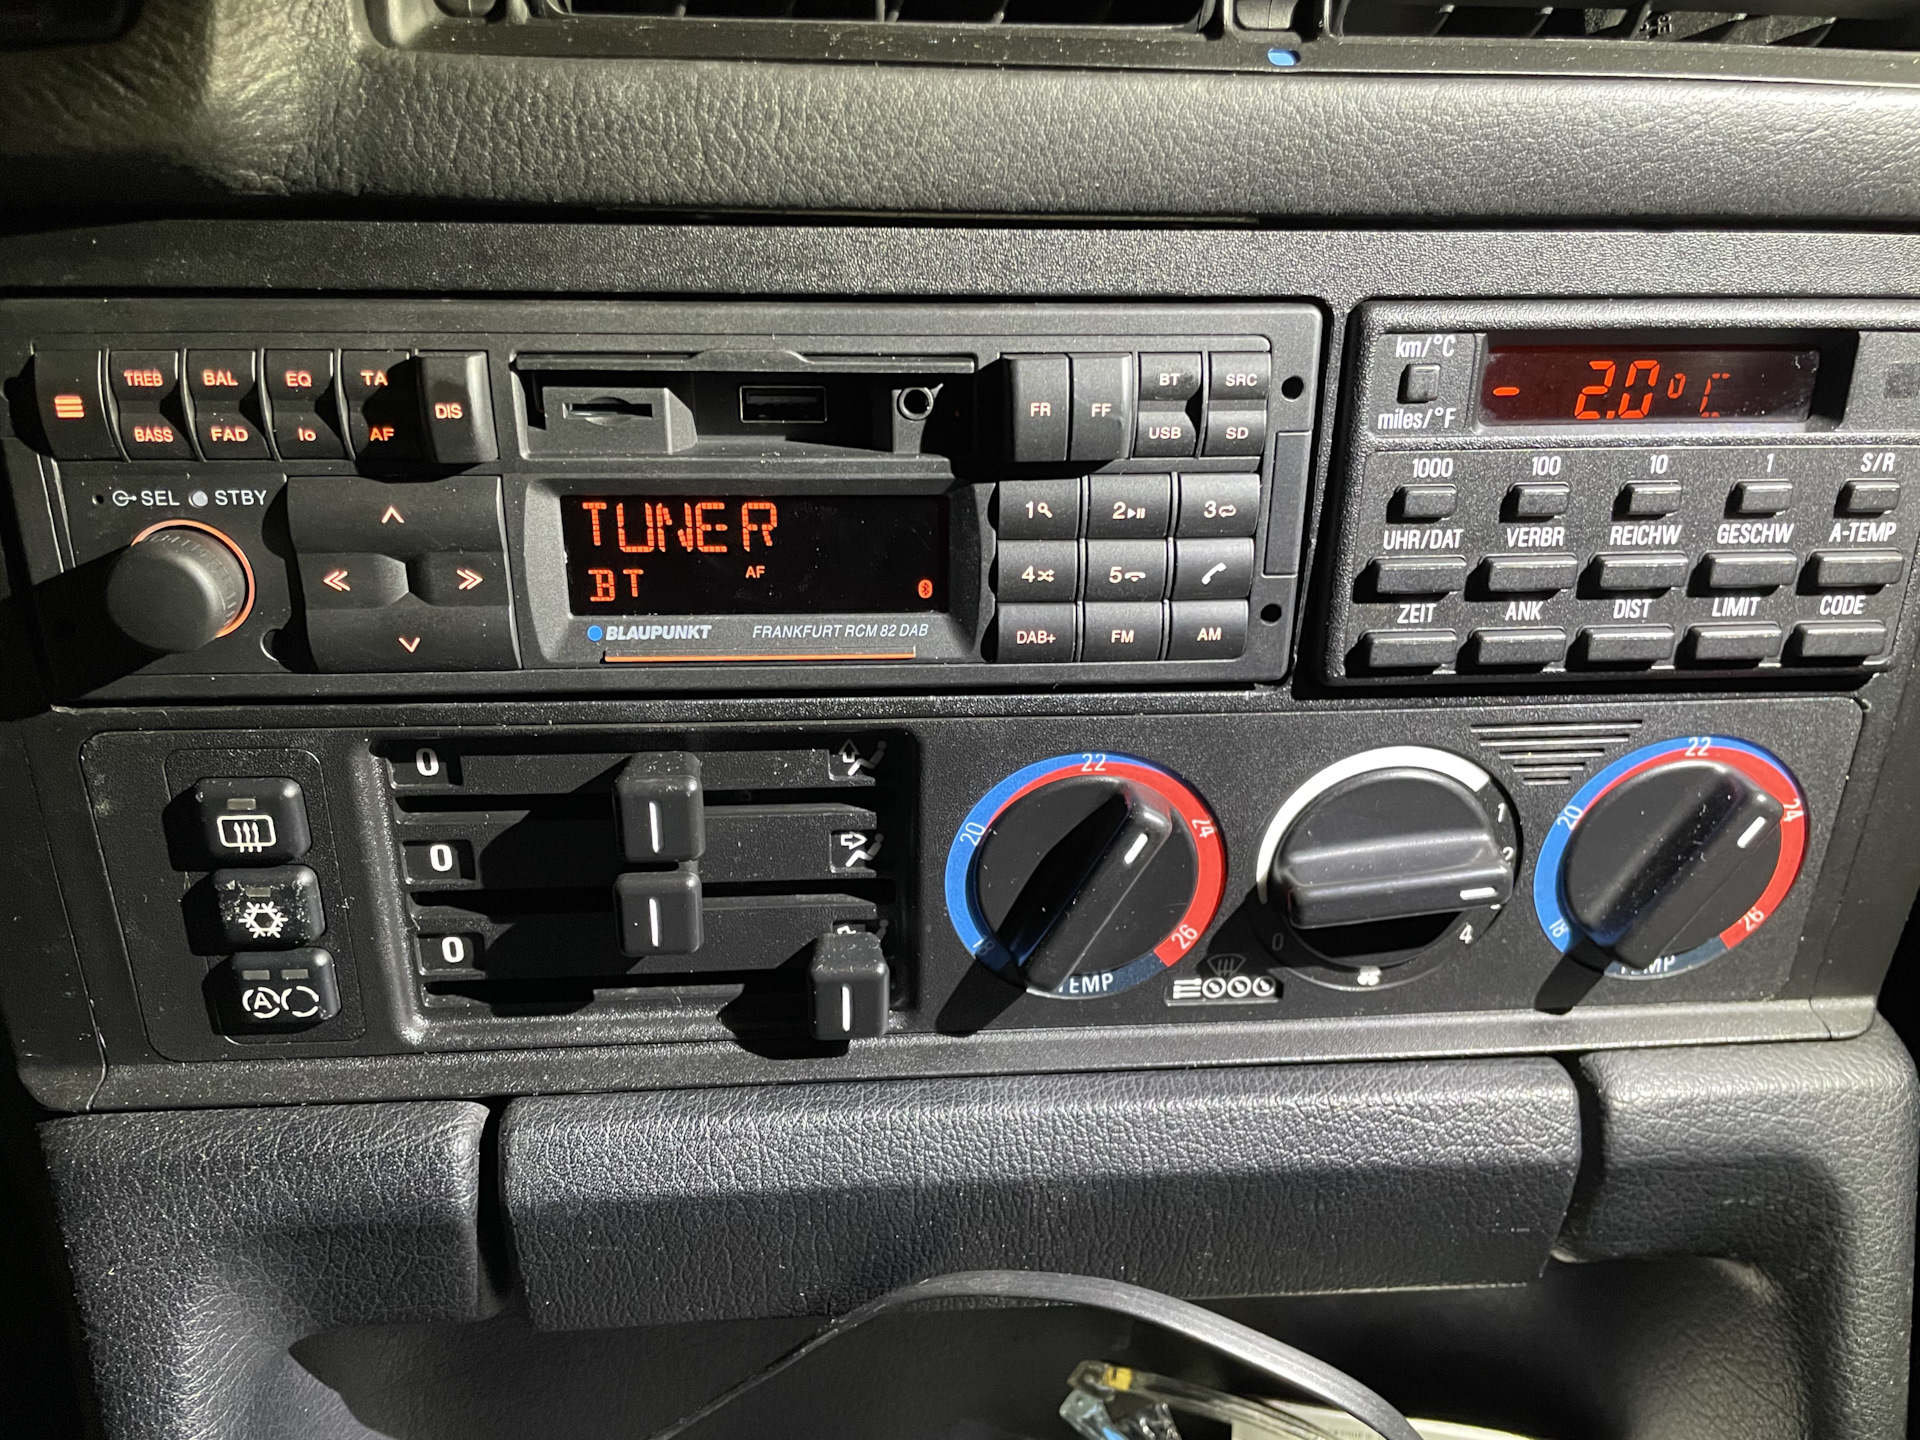 TREB BAL EQ TA
DIS
BASS FAD lo AF
FR FF
BT SRC
USB SD
SEL STBY
TUNER
AF
BT
BLAUPUNKT FRANKFURT RCM 82 DAB
1 2 3
4 5
DAB+ FM AM
km/°C
miles/°F
- 2.0°C
1000 100 10 1 S/R
UHR/DAT VERBR REICHW GESCHW A-TEMP
ZEIT ANK DIST LIMIT CODE
0
0
0
A
18 20 22 24 26
TEMP
0 1 2 4
18 20 22 24 26
TEMP